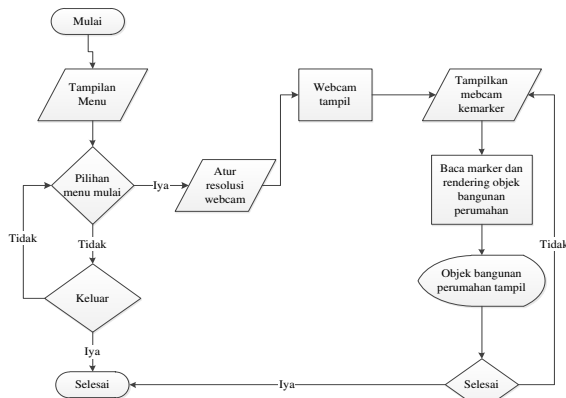 Mulai
Tampilan
Menu
Pilihan
menu mulai
Iya
Tidak
Tidak
Keluar
Iya
Selesai
Atur
resolusi
webcam
Webcam
tampil
Tampilkan
mebcam
kemarker
Baca marker dan
rendering objek
bangunan
perumahan
Objek bangunan
perumahan tampil
Tidak
Selesai
Iya